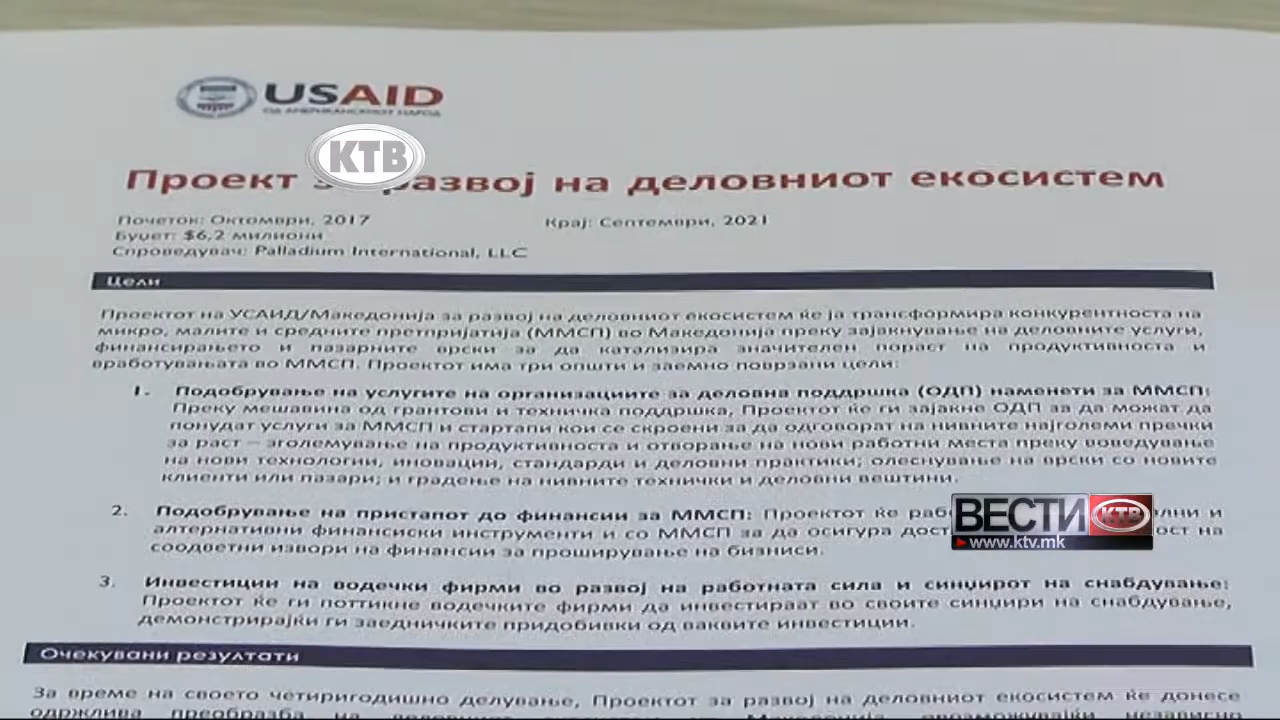 USAID
ОД АМЕРИКАНСКИОТ НАРОД
КТВ
Проект развој на деловниот екосистем
Почеток: Октомври, 2017 Крај: Септември, 2021
Буџет: $6,2 милиони
Спроведувач: Palladium International, LLC
Цели
Проектот на УСАИД/Македонија за развој на деловниот екосистем ќе ја трансформира конкурентноста на
микро, малите и средните претпријатија (ММСП) во Македонија преку зајакнување на деловните услуги,
финансирањето и пазарните врски за да катализира значителен пораст на продуктивноста и
вработувањата во ММСП. Проектот има три општи и заемно поврзани цели:
1. Подобрување на услугите на организациите за деловна поддршка (ОДП) наменети за ММСП:
Преку мешавина од грантови и техничка поддршка, Проектот ќе ги зајакне ОДП за да можат да
понудат услуги за ММСП и стартапи кои се скроени за да одговорат на нивните најголеми пречки
за раст – зголемување на продуктивноста и отворање на нови работни места преку воведување
на нови технологии, иновации, стандарди и деловни практики; олеснување на врски со новите
клиенти или пазари; и градење на нивните технички и деловни вештини.
2. Подобрување на пристапот до финансии за ММСП: Проектот ќе
алтернативни финансиски инструменти и со ММСП за да осигура на
соодветни извори на финансии за проширување на бизниси.
ВЕСТИ КТВ
www.ktv.mk
3. Инвестиции на водечки фирми во развој на работната сила и синџирот на снабдување:
Проектот ќе ги поттикне водечките фирми да инвестираат во своите синџири на снабдување,
демонстрирајќи ги заедничките придобивки од ваквите инвестиции.
Очекувани резултати
За време на своето четиригодишно делување, Проектот за развој на деловниот екосистем ќе донесе
одржлива преобразба на